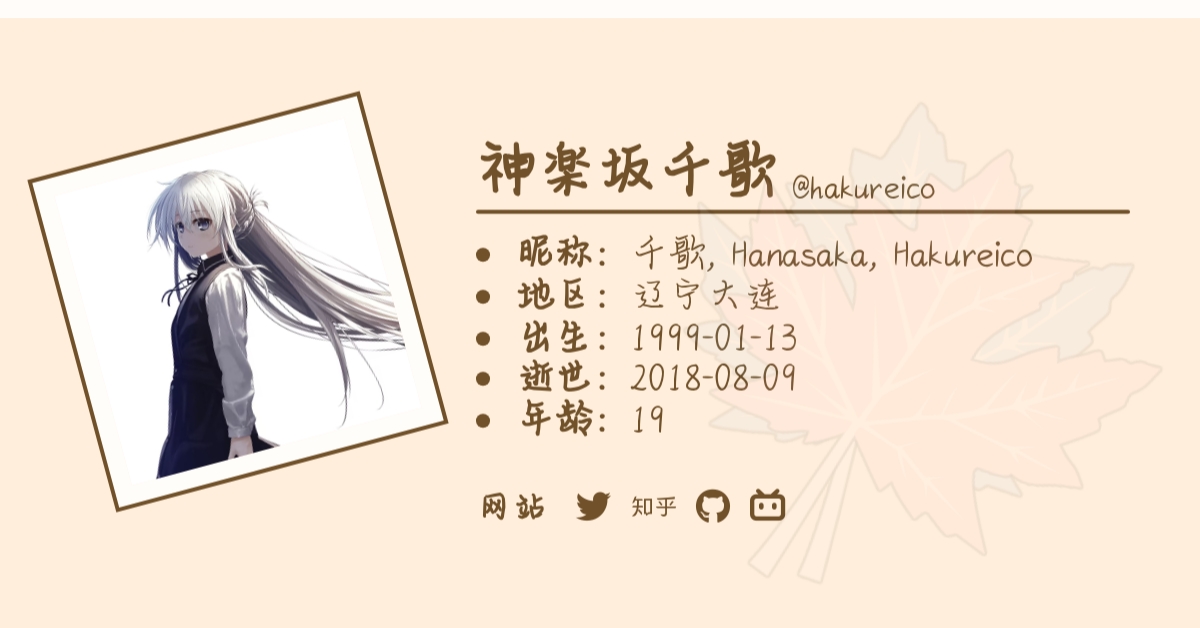 神楽坂千歌 @hakureico
昵称： 千歌, Hanasaka, Hakureico
地区： 辽宁大连
出生： 1999-01-13
逝世： 2018-08-09
年龄： 19
网站 知乎